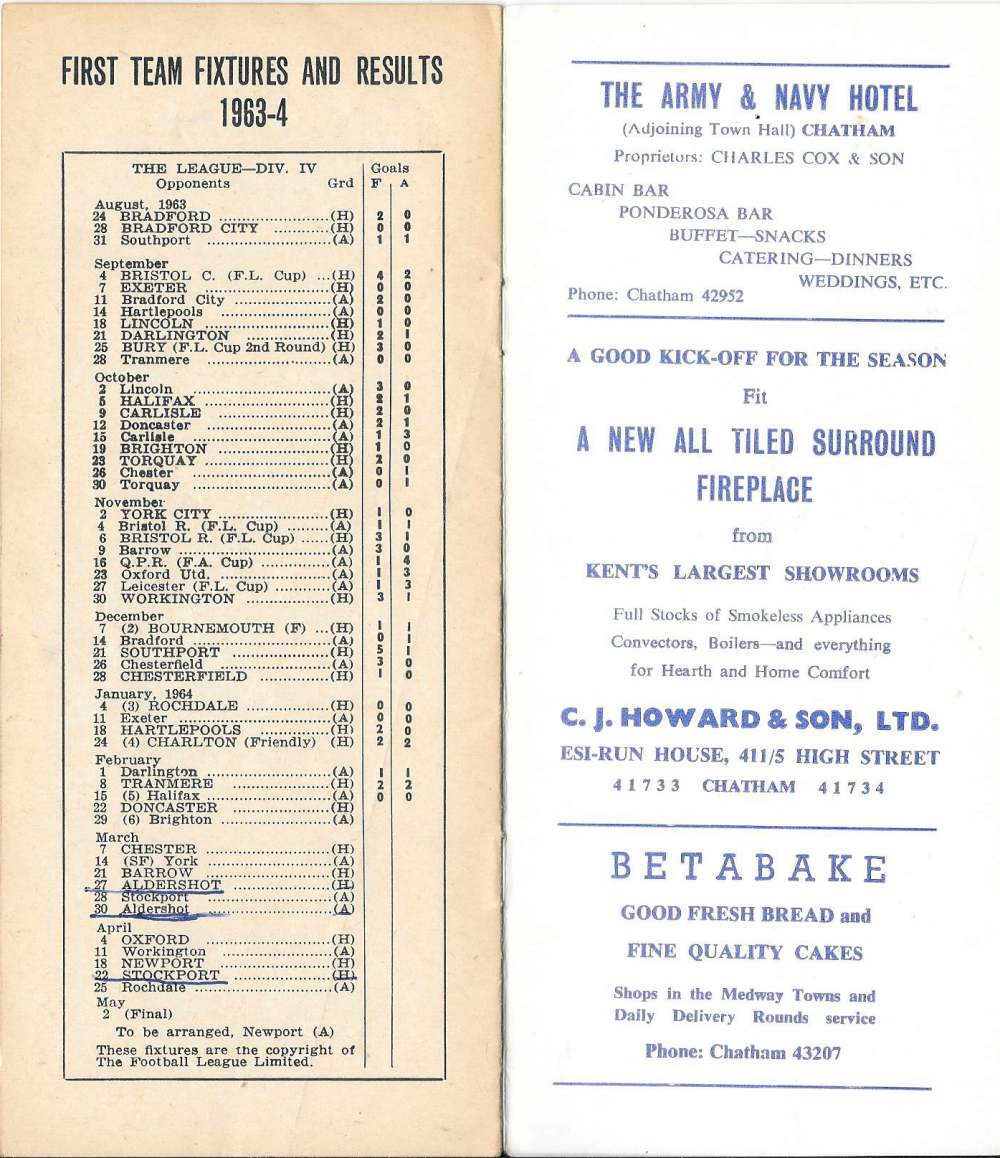 FIRST TEAM FIXTURES AND RESULTS
1963-4
THE LEAGUE—DIV. IV Goals
Opponents Grd F A
August, 1963
24 BRADFORD ......................(H) 2 0
28 BRADFORD CITY ...........(H) 0 0
31 Southport .........................(A) 1 1
September
4 BRISTOL C. (F.L. Cup) ...(H) 4 2
7 EXETER ...........................(H) 0 0
11 Bradford City ...................(A) 2 0
14 Hartlepools ......................(A) 0 0
18 LINCOLN .........................(H) 1 0
21 DARLINGTON .................(H) 2 1
25 BURY (F.L. Cup 2nd Round) (H) 3 0
28 Tranmere .........................(A) 0 0
October
2 Lincoln ...........................(A) 3 0
5 HALIFAX .........................(H) 2 1
9 CARLISLE ......................(H) 2 0
12 Doncaster .........................(A) 2 1
15 Carlisle ...........................(A) 1 3
19 BRIGHTON ......................(H) 1 0
23 TORQUAY .........................(H) 2 0
26 Chester ............................(A) 0 1
30 Torquay ...........................(A) 0 1
November
2 YORK CITY ......................(H) 1 0
4 Bristol R. (F.L. Cup) ........(A) 1 1
6 BRISTOL R. (F.L. Cup) ......(H) 3 1
9 Barrow ..............................(A) 3 0
16 Q.P.R. (F.A. Cup) .............(A) 1 4
23 Oxford Utd. ......................(A) 1 3
27 Leicester (F.L. Cup) ...........(A) 1 3
30 WORKINGTON .................(H) 3 1
December
7 (2) BOURNEMOUTH (F) ...(H) 1 1
14 Bradford ..........................(A) 0 1
21 SOUTHPORT ...................(H) 5 1
26 Chesterfield ......................(A) 3 0
28 CHESTERFIELD ..............(H) 1 0
January, 1964
4 (3) ROCHDALE .................(H) 0 0
11 Exeter ..............................(A) 0 0
18 HARTLEPOOLS ................(H) 2 0
24 (4) CHARLTON (Friendly) (H) 2 2
February
1 Darlington ........................(A) 1 1
8 TRANMERE ......................(H) 2 2
15 (5) Halifax ........................(A) 0 0
22 DONCASTER ...................(H)
29 (6) Brighton ......................(A)
March
7 CHESTER .........................(H)
14 (SF) York ........................(A)
21 BARROW .........................(H)
27 ALDERSHOT ...................(H)
28 Stockport ..........................(A)
30 Aldershot ..........................(A)
April
4 OXFORD .........................(H)
11 Workington ......................(A)
18 NEWPORT ......................(H)
22 STOCKPORT ...................(H)
25 Rochdale ..........................(A)
May
2 (Final)
To be arranged, Newport (A)
These fixtures are the copyright of
The Football League Limited.
THE ARMY & NAVY HOTEL
(Adjoining Town Hall) CHATHAM
Proprietors: CHARLES COX & SON
CABIN BAR
PONDEROSA BAR
BUFFET—SNACKS
CATERING—DINNERS
WEDDINGS, ETC.
Phone: Chatham 42952
A GOOD KICK-OFF FOR THE SEASON
Fit
A NEW ALL TILED SURROUND
FIREPLACE
from
KENT'S LARGEST SHOWROOMS
Full Stocks of Smokeless Appliances
Convectors, Boilers—and everything
for Hearth and Home Comfort
C. J. HOWARD & SON, LTD.
ESI-RUN HOUSE, 411/5 HIGH STREET
41733 CHATHAM 41734
BETABAKE
GOOD FRESH BREAD and
FINE QUALITY CAKES
Shops in the Medway Towns and
Daily Delivery Rounds service
Phone: Chatham 43207